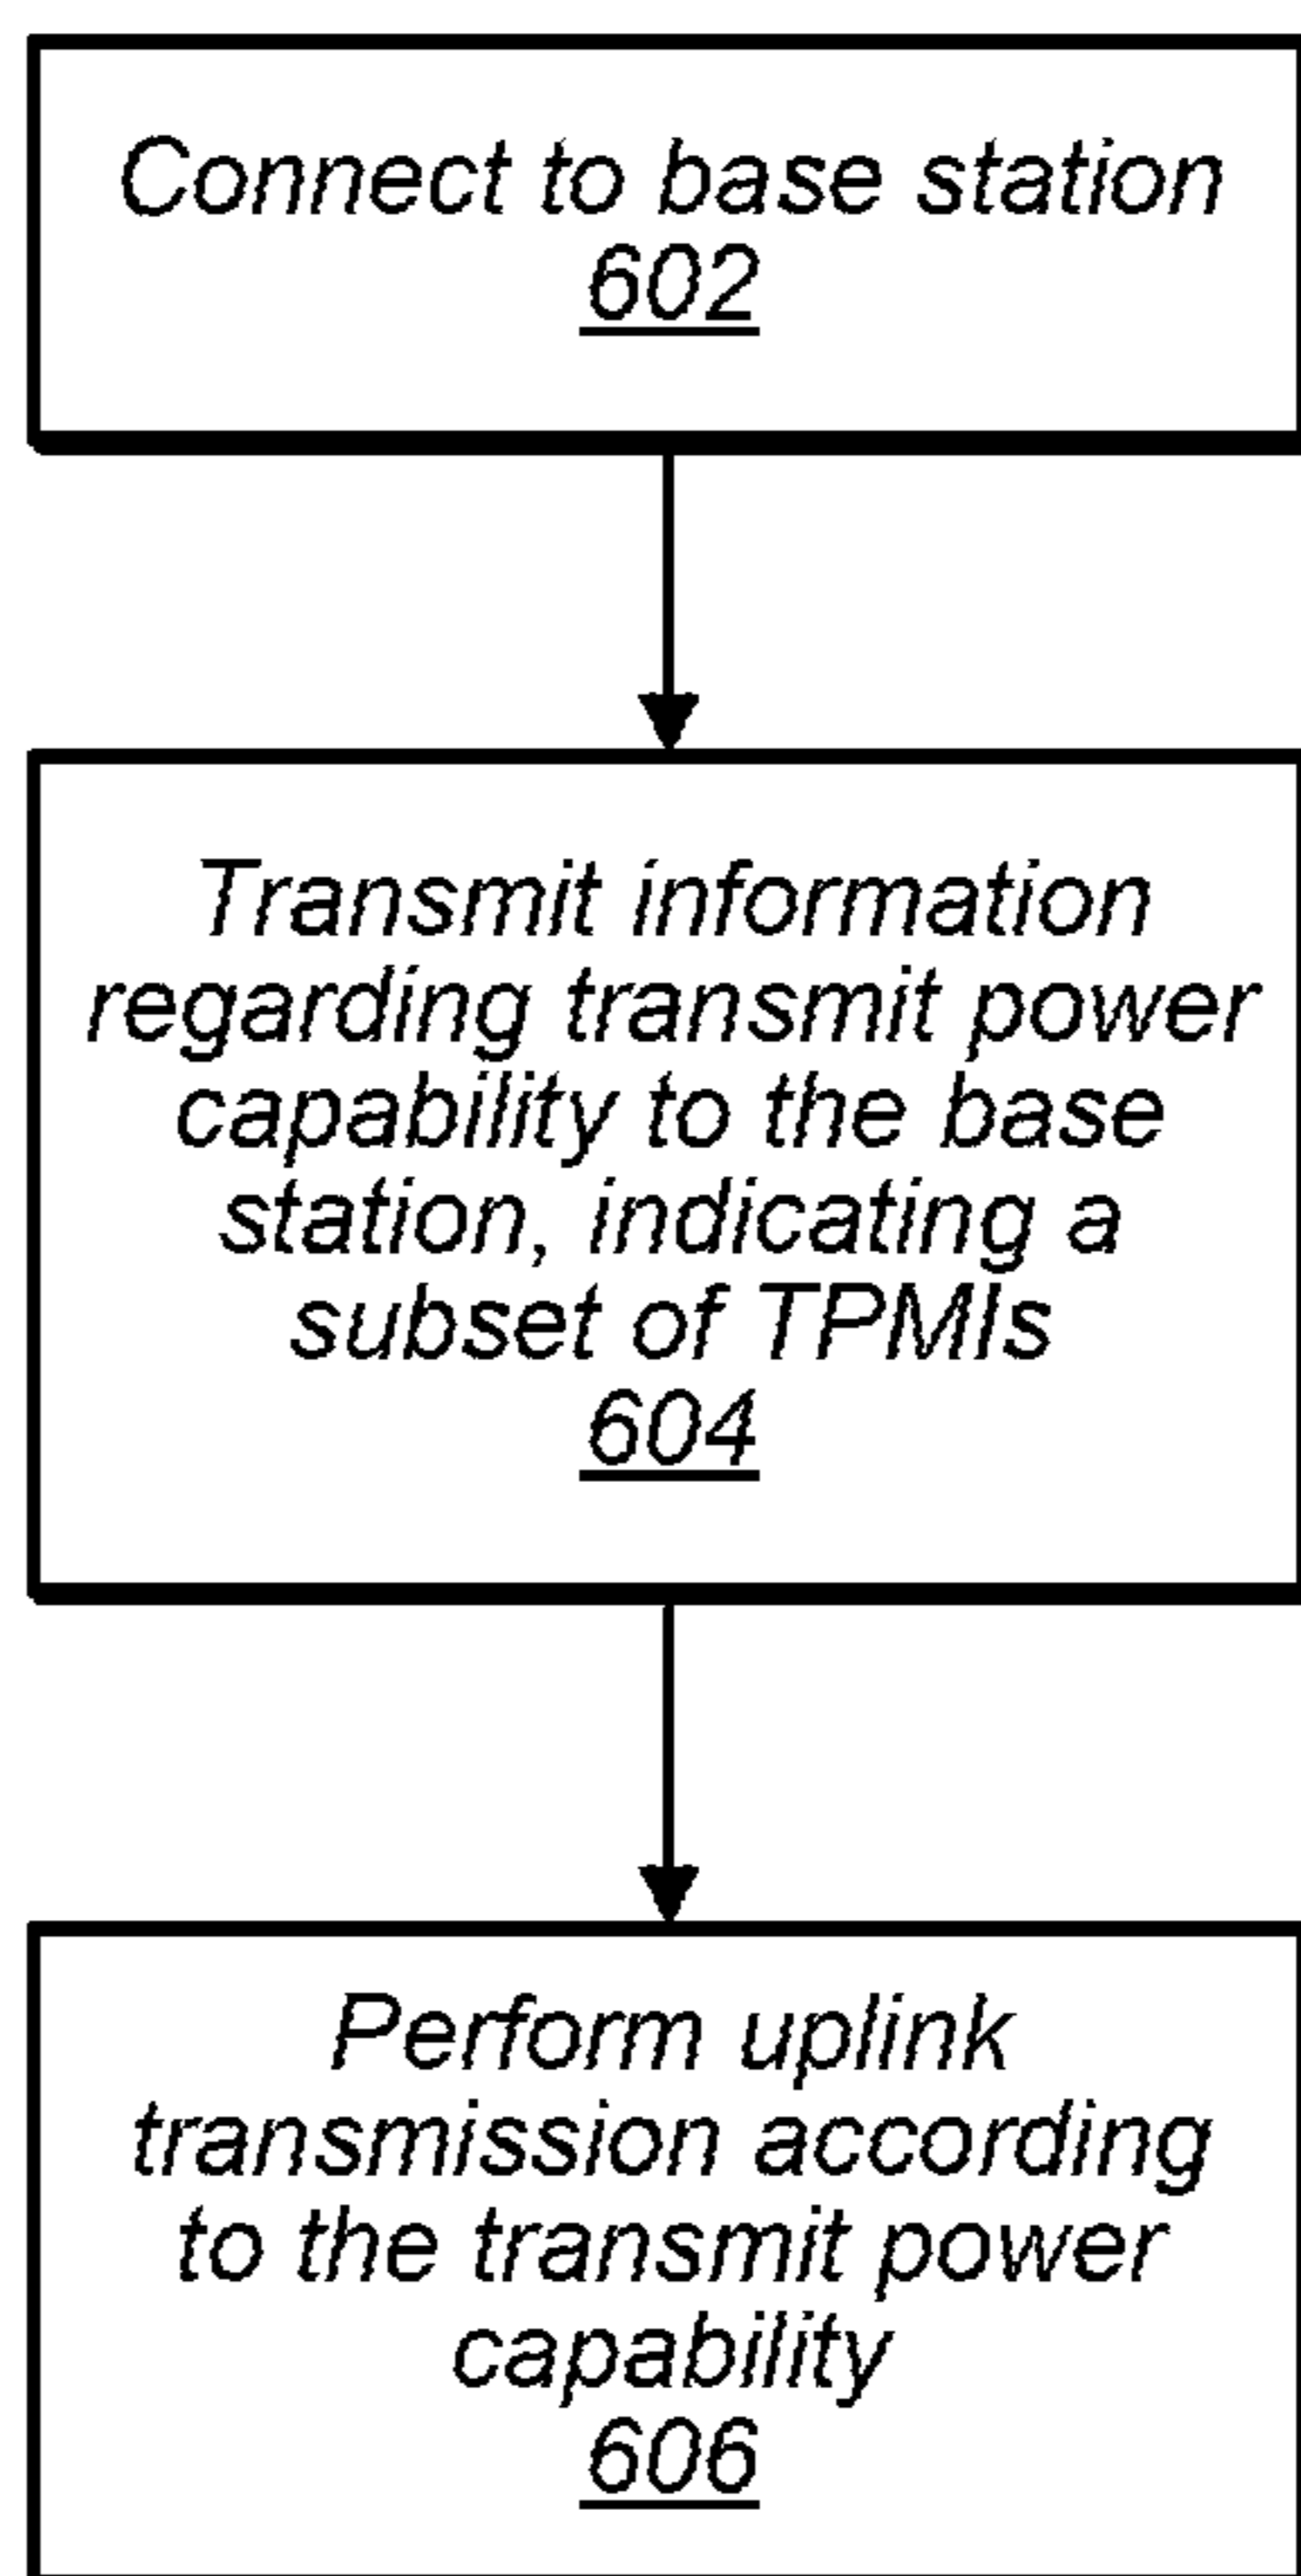 Connect to base station
602
Transmit information
regarding transmit power
capability to the base
station, indicating a
subset of TPMIs
604
Perform uplink
transmission according
to the transmit power
capability
606